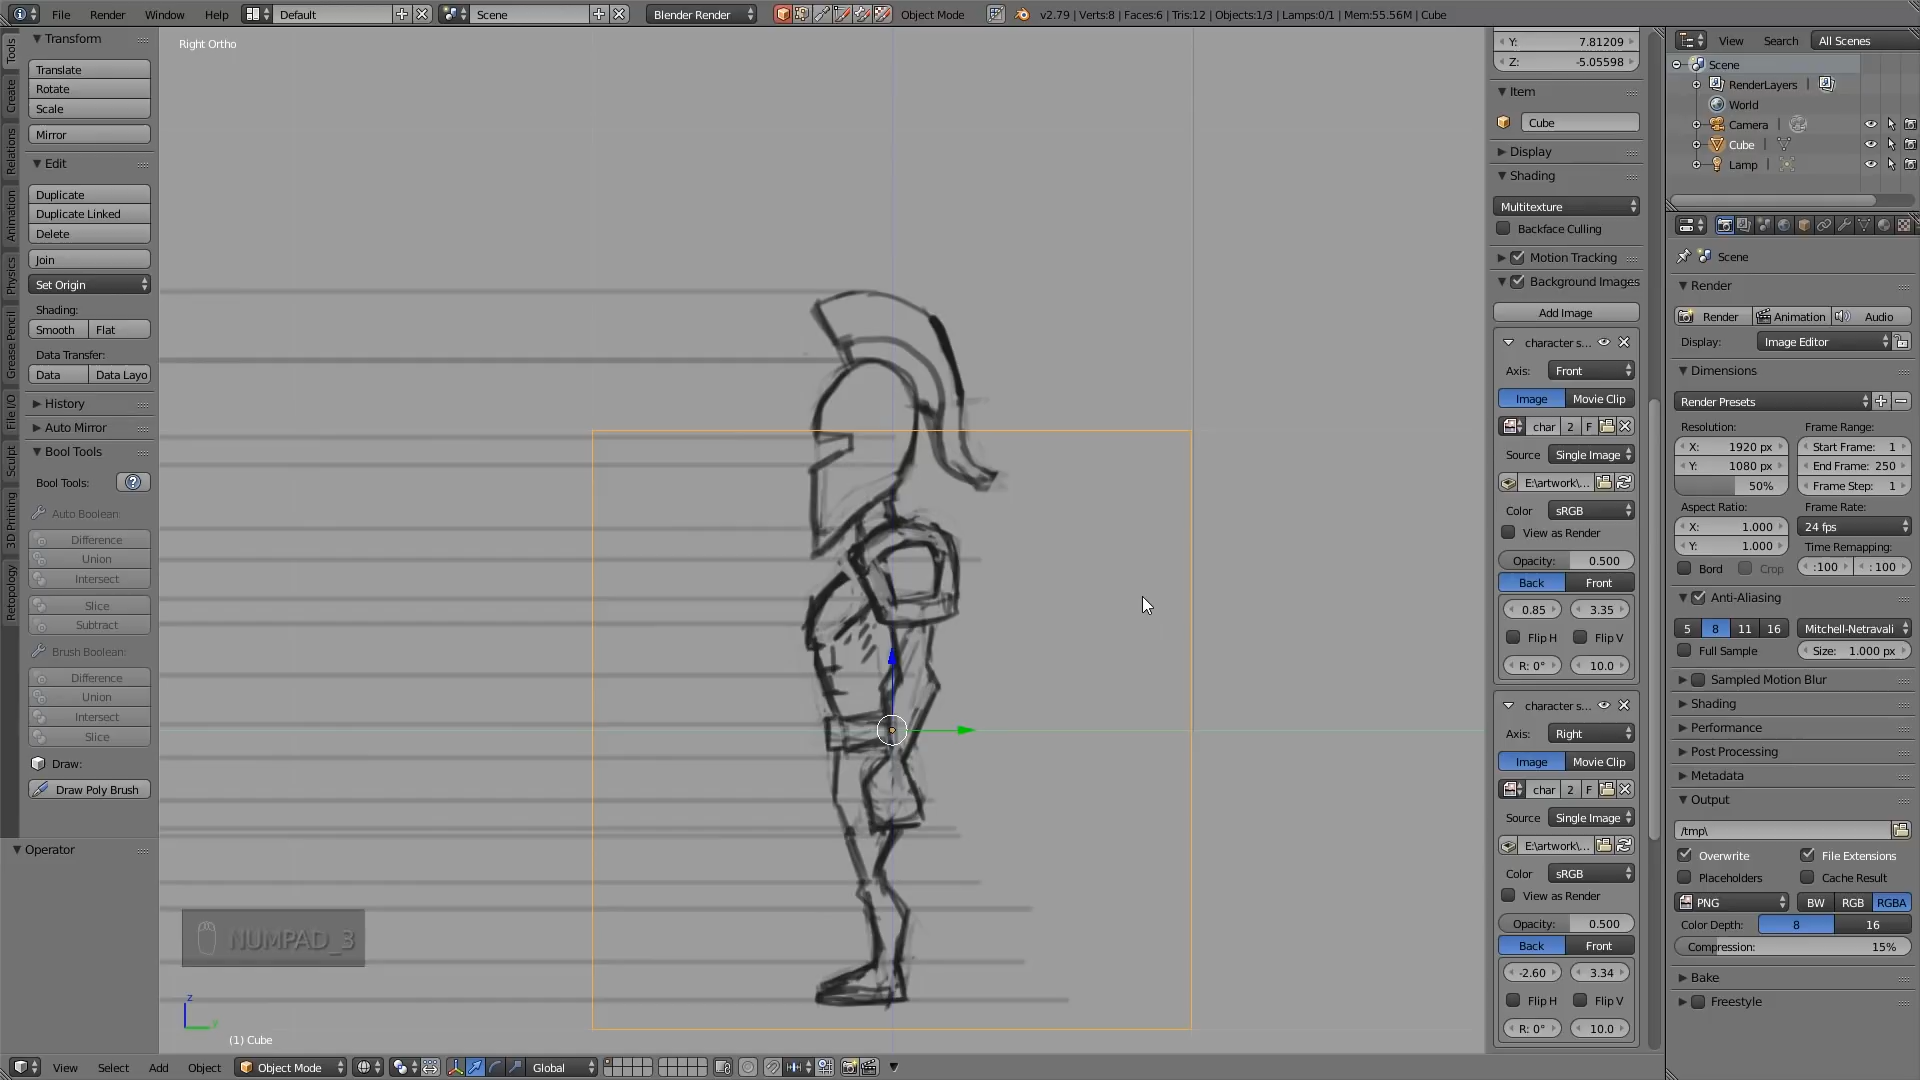 File Render Window Help Default Scene Blender Render Object Mode v2.79 | Verts:8 | Faces:6 | Tris:12 | Objects:1/3 | Lamps:0/1 | Mem:55.56M | Cube
Tools
Create
Relations
Animation
Physics
Grease Pencil
File I/O
Sculpt
3D Printing
Retopology
Transform
Translate
Rotate
Scale
Mirror
Edit
Duplicate
Duplicate Linked
Delete
Join
Set Origin
Shading:
Smooth Flat
Data Transfer:
Data Data Layo
History
Auto Mirror
Bool Tools
Bool Tools:
Auto Boolean:
Difference
Union
Intersect
Slice
Subtract
Brush Boolean:
Difference
Union
Intersect
Slice
Draw:
Draw Poly Brush
Operator
Right Ortho
NUMPAD_3
z
y
(1) Cube
View Select Add Object Object Mode Global
Y: 7.81209
Z: -5.05598
Item
Cube
Display
Shading
Multitexture
Backface Culling
Motion Tracking
Background Images
Add Image
character s...
Axis: Front
Image Movie Clip
char 2 F
Source Single Image
E:\artwork\...
Color sRGB
View as Render
Opacity: 0.500
Back Front
0.85 3.35
Flip H Flip V
R: 0° 10.0
character s...
Axis: Right
Image Movie Clip
char 2 F
Source Single Image
E:\artwork\...
Color sRGB
View as Render
Opacity: 0.500
Back Front
-2.60 3.34
Flip H Flip V
R: 0° 10.0
View Search All Scenes
Scene
RenderLayers |
World
Camera |
Cube |
Lamp |
Scene
Render
Render Animation Audio
Display: Image Editor
Dimensions
Render Presets
Resolution: Frame Range:
X: 1920 px Start Frame: 1
Y: 1080 px End Frame: 250
50% Frame Step: 1
Aspect Ratio: Frame Rate:
X: 1.000 24 fps
Y: 1.000 Time Remapping:
Bord Crop :100 : 100
Anti-Aliasing
5 8 11 16 Mitchell-Netravali
Full Sample Size: 1.000 px
Sampled Motion Blur
Shading
Performance
Post Processing
Metadata
Output
/tmp\
Overwrite File Extensions
Placeholders Cache Result
PNG BW RGB RGBA
Color Depth: 8 16
Compression: 15%
Bake
Freestyle